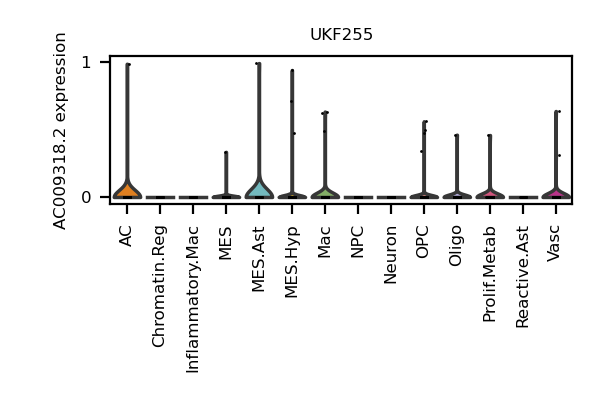 UKF255
AC009318.2 expression
1
0
AC
Chromatin.Reg
Inflammatory.Mac
MES
MES.Ast
MES.Hyp
Mac
NPC
Neuron
OPC
Oligo
Prolif.Metab
Reactive.Ast
Vasc